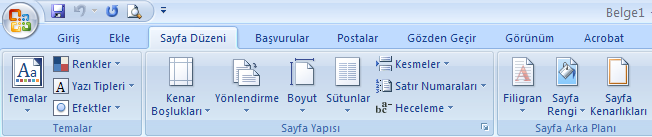 Belge1
Giriş Ekle Sayfa Düzeni Başvurular Postalar Gözden Geçir Görünüm Acrobat
Aa Temalar
Renkler
Yazı Tipleri
Efektler
Temalar
Kenar Boşlukları
Yönlendirme
Boyut
Sütunlar
Kesmeler
Satır Numaraları
Heceleme
Sayfa Yapısı
Filigran
Sayfa Rengi
Sayfa Kenarlıkları
Sayfa Arka Planı